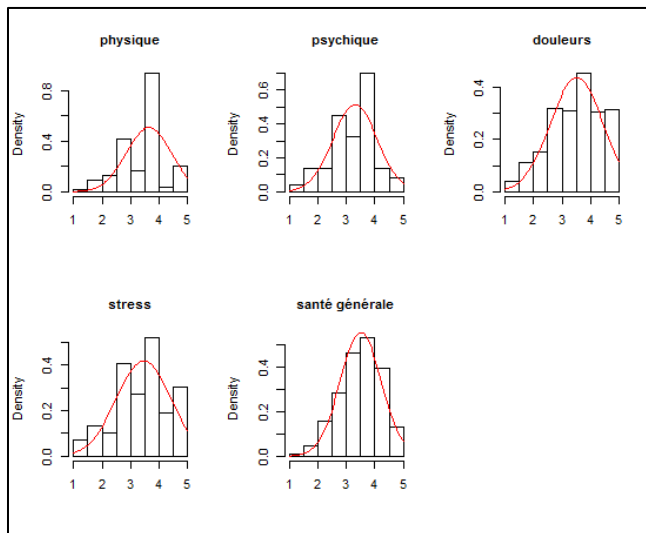 physique
Density
0.0 0.4 0.8
1 2 3 4 5
psychique
Density
0.0 0.2 0.4 0.6
1 2 3 4 5
douleurs
Density
0.0 0.2 0.4
1 2 3 4 5
stress
Density
0.0 0.2 0.4
1 2 3 4 5
santé générale
Density
0.0 0.2 0.4
1 2 3 4 5